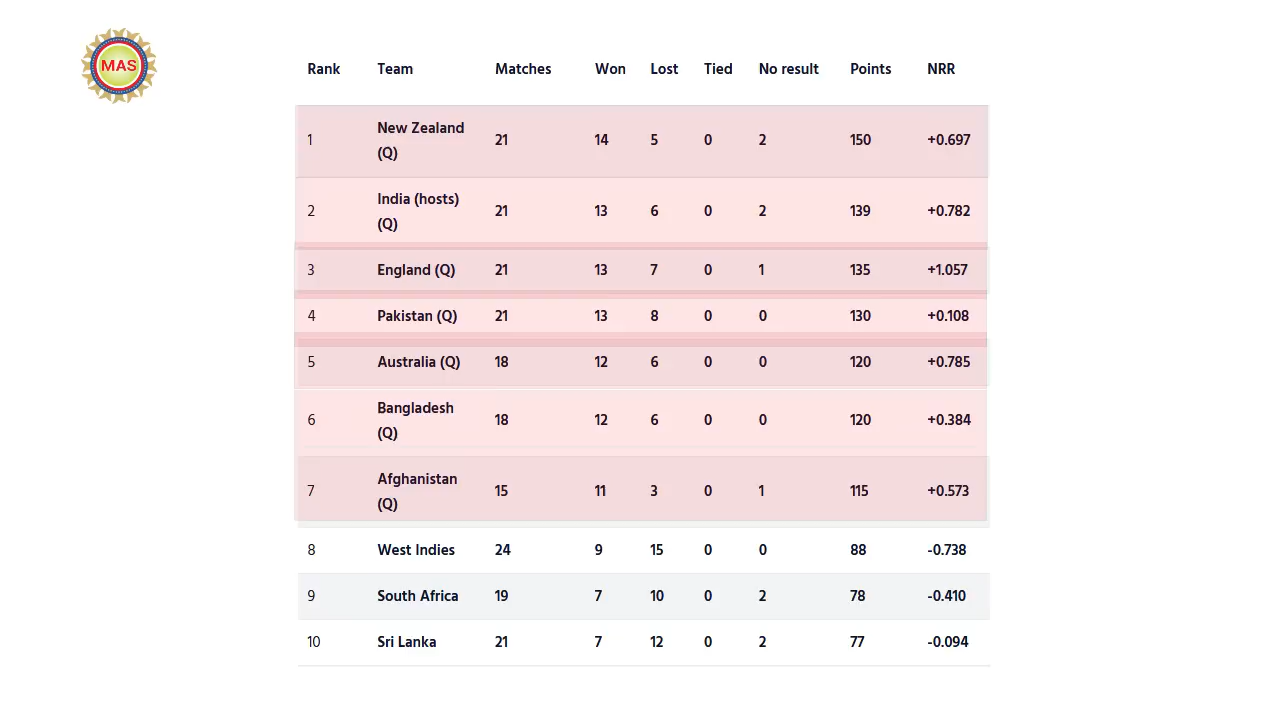 MAS
Rank Team Matches Won Lost Tied No result Points NRR
1 New Zealand (Q) 21 14 5 0 2 150 +0.697
2 India (hosts) (Q) 21 13 6 0 2 139 +0.782
3 England (Q) 21 13 7 0 1 135 +1.057
4 Pakistan (Q) 21 13 8 0 0 130 +0.108
5 Australia (Q) 18 12 6 0 0 120 +0.785
6 Bangladesh (Q) 18 12 6 0 0 120 +0.384
7 Afghanistan (Q) 15 11 3 0 1 115 +0.573
8 West Indies 24 9 15 0 0 88 -0.738
9 South Africa 19 7 10 0 2 78 -0.410
10 Sri Lanka 21 7 12 0 2 77 -0.094